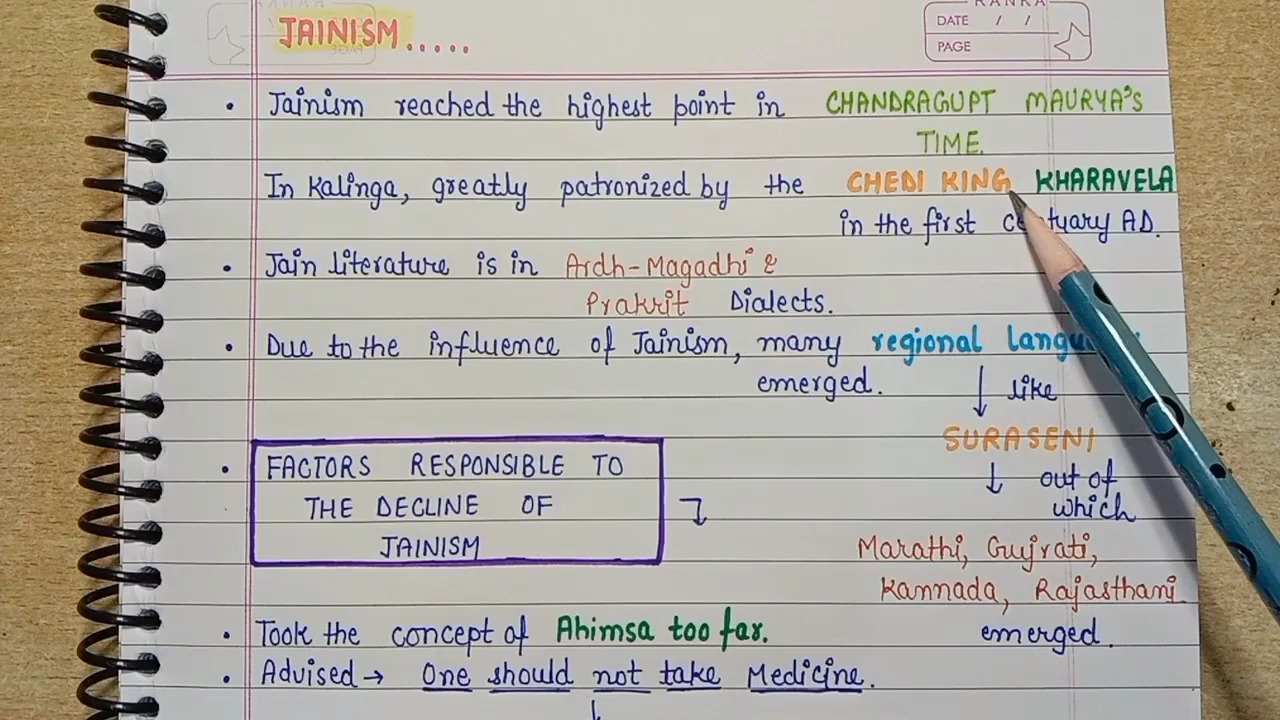 RANKA
DATE / /
PAGE
JAINISM.....
• Jainism reached the highest point in CHANDRAGUPT MAURYA'S
TIME.
In Kalinga, greatly patronized by the CHEDI KING KHARAVELA
in the first AD.
• Jain literature is in Ardh-Magadhi &
Prakrit Dialects.
• Due to the influence of Jainism, many regional
emerged.
↓ like
SURASENI
↓ out of
which
Marathi, Gujrati,
Kannada, Rajasthani
emerged.
• FACTORS RESPONSIBLE TO
THE DECLINE OF
JAINISM
• Took the concept of Ahimsa too far.
• Advised → One should not take Medicine.
↓